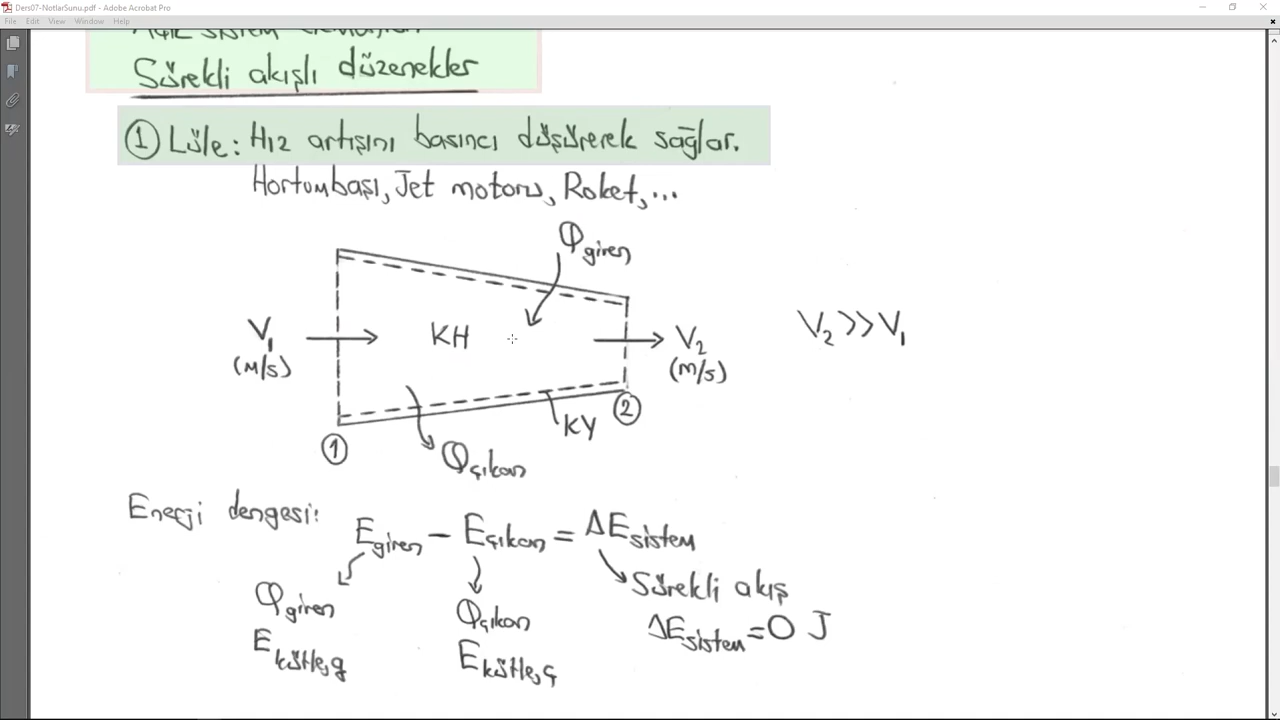 Ders07-NotlarSunu.pdf - Adobe Acrobat Pro
File Edit View Window Help
Sürekli akışlı düzenekler
① Lüle: Hız artışını basıncı düşürerek sağlar.
Hortumbaşı, Jet motoru, Roket, ...
Qgiren
V₁ KH V₂ V₂ >> V₁
(m/s) (m/s)
① KY ②
Qçıkan
Enerji dengesi: Egiren − Eçıkan = ΔEsistem
Qgiren Qçıkan Sürekli akış
Ekütle,g Ekütle,ç ΔEsistem = 0 J